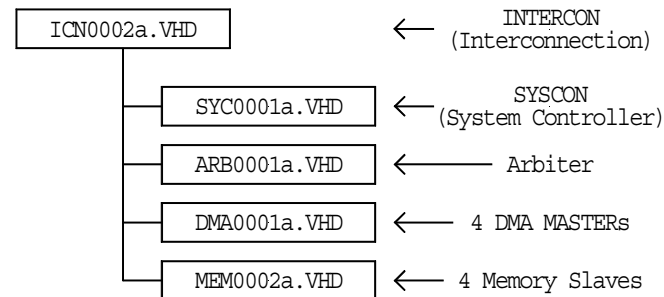 ICN0002a.VHD
INTERCON
(Interconnection)
SYC0001a.VHD
SYSCON
(System Controller)
ARB0001a.VHD
Arbiter
DMA0001a.VHD
4 DMA MASTERs
MEM0002a.VHD
4 Memory Slaves